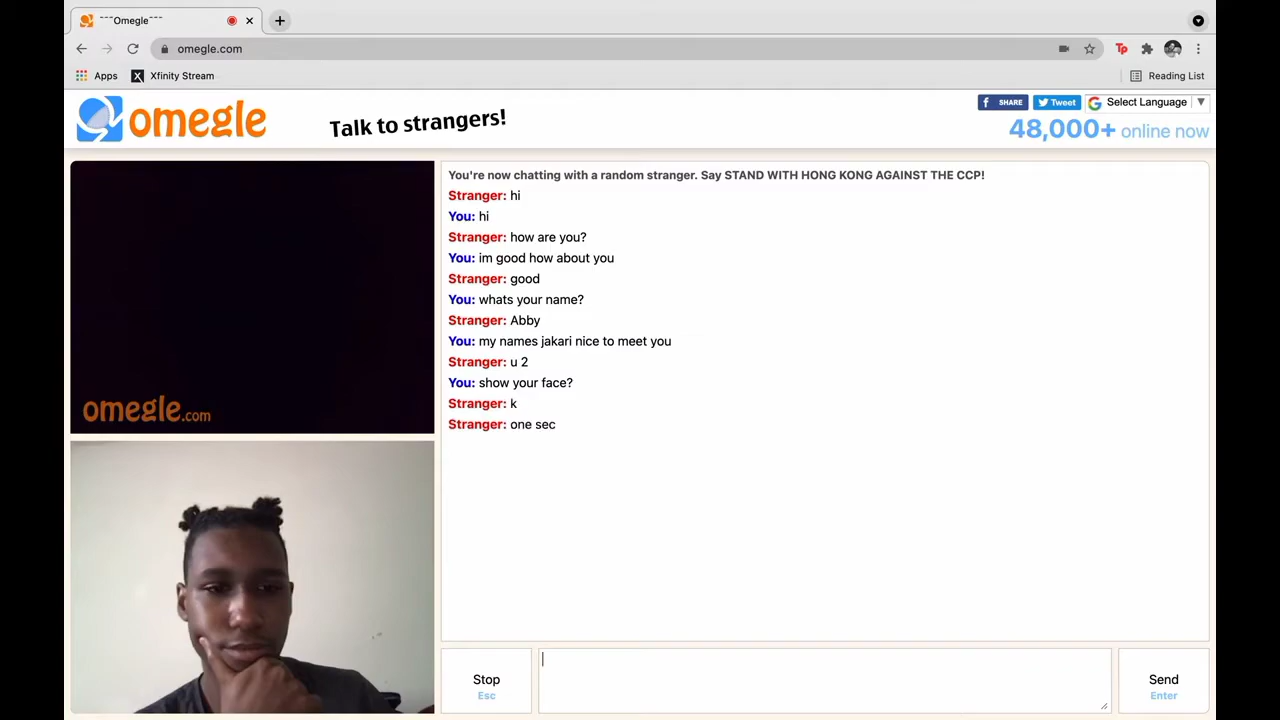 ~~~Omegle~~~
omegle.com
Apps
Xfinity Stream
Tp
Reading List
omegle
Talk to strangers!
f SHARE
Tweet
G Select Language ▼
48,000+ online now
You're now chatting with a random stranger. Say STAND WITH HONG KONG AGAINST THE CCP!
Stranger: hi
You: hi
Stranger: how are you?
You: im good how about you
Stranger: good
You: whats your name?
Stranger: Abby
You: my names jakari nice to meet you
Stranger: u 2
You: show your face?
Stranger: k
Stranger: one sec
omegle.com
Stop
Esc
Send
Enter